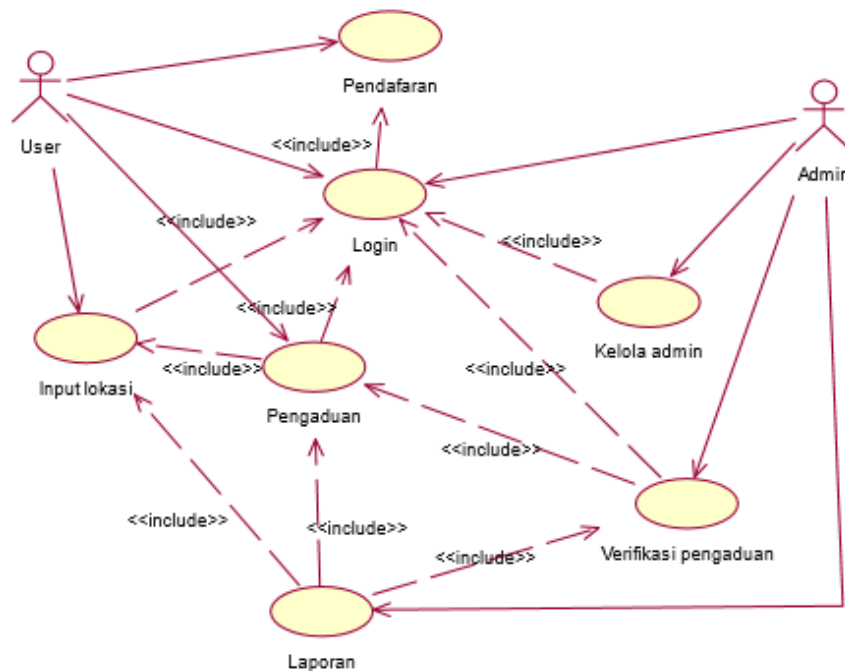 Pendafaran
User
<<include>>
Admin
<<include>>
Login
<<include>>
<<include>>
Kelola admin
<<include>>
<<include>>
Input lokasi
Pengaduan
<<include>>
<<include>>
<<include>>
<<include>>
Verifikasi pengaduan
Laporan